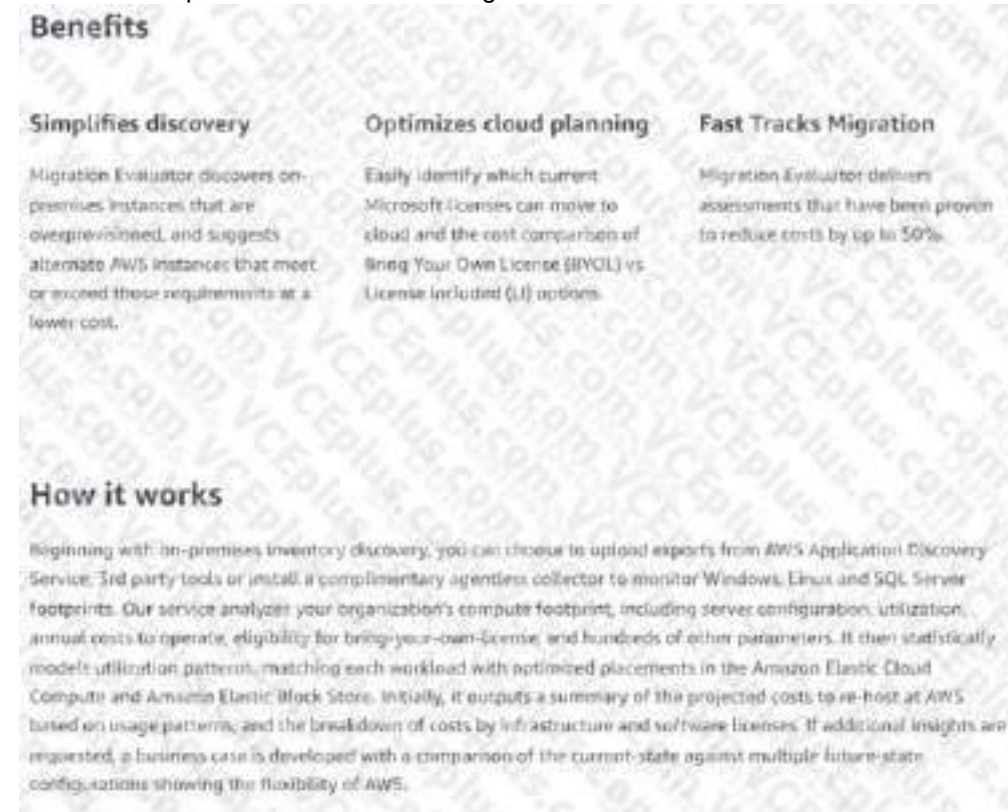 Benefits
Simplifies discovery
Migration Evaluator discovers on-
premises instances that are
overprovisioned, and suggests
alternate AWS instances that meet
or exceed those requirements at a
lower cost.
Optimizes cloud planning
Easily identify which current
Microsoft licenses can move to
cloud and the cost comparison of
Bring Your Own License (BYOL) vs
License Included (LI) options.
Fast Tracks Migration
Migration Evaluator delivers
assessments that have been proven
to reduce costs by up to 50%.
How it works
Beginning with on-premises inventory discovery, you can choose to upload exports from AWS Application Discovery
Service, 3rd party tools or install a complimentary agentless collector to monitor Windows, Linux and SQL Server
footprints. Our service analyzes your organization's compute footprint, including server configuration, utilization,
annual costs to operate, eligibility for bring-your-own-license, and hundreds of other parameters. It then statistically
models utilization patterns, matching each workload with optimized placements in the Amazon Elastic Cloud
Compute and Amazon Elastic Block Store. Initially, it outputs a summary of the projected costs to re-host at AWS
based on usage patterns, and the breakdown of costs by infrastructure and software licenses. If additional insights are
requested, a business case is developed with a comparison of the current-state against multiple future-state
configurations showing the flexibility of AWS.
VCEplus.com